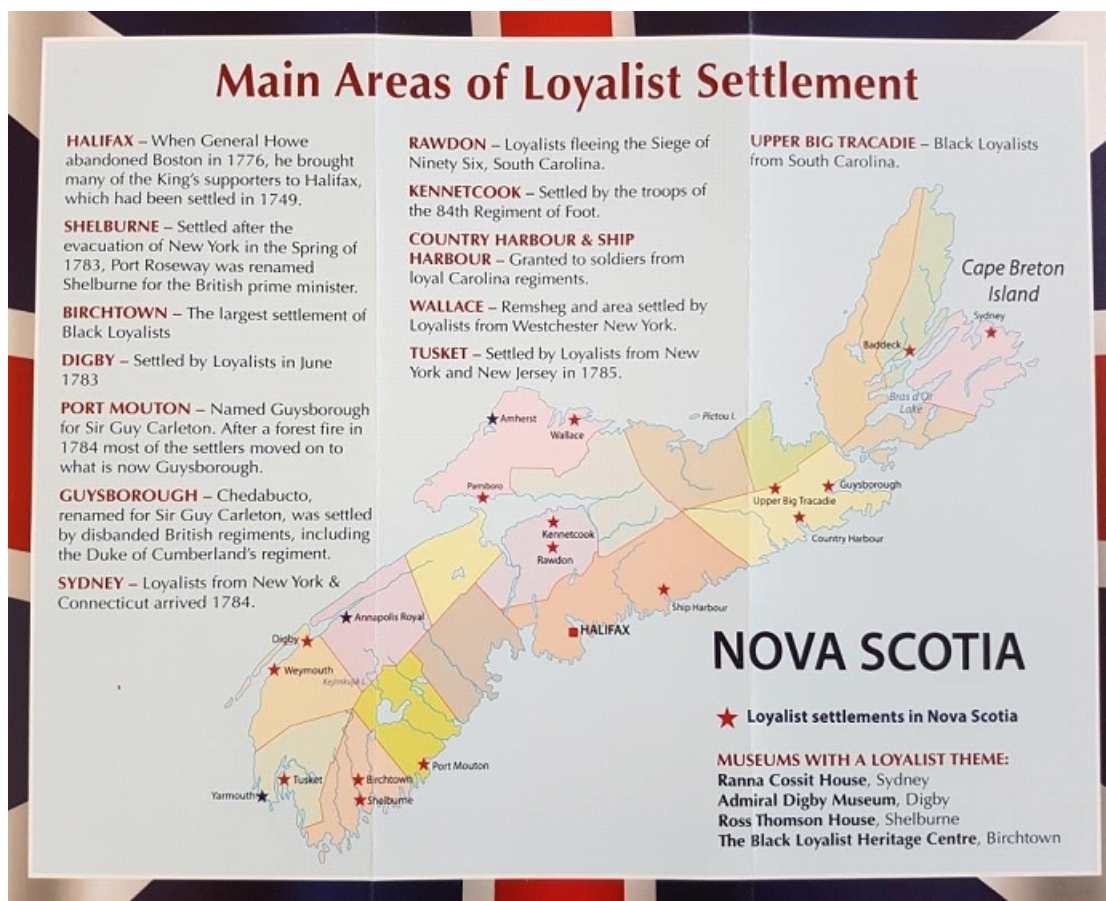 Main Areas of Loyalist Settlement
HALIFAX – When General Howe
abandoned Boston in 1776, he brought
many of the King's supporters to Halifax,
which had been settled in 1749.
SHELBURNE – Settled after the
evacuation of New York in the Spring of
1783, Port Roseway was renamed
Shelburne for the British prime minister.
BIRCHTOWN – The largest settlement of
Black Loyalists
DIGBY – Settled by Loyalists in June
1783
PORT MOUTON – Named Guysborough
for Sir Guy Carleton. After a forest fire in
1784 most of the settlers moved on to
what is now Guysborough.
GUYSBOROUGH – Chedabucto,
renamed for Sir Guy Carleton, was settled
by disbanded British regiments, including
the Duke of Cumberland's regiment.
SYDNEY – Loyalists from New York &
Connecticut arrived 1784.
RAWDON – Loyalists fleeing the Siege of
Ninety Six, South Carolina.
KENNETCOOK – Settled by the troops of
the 84th Regiment of Foot.
COUNTRY HARBOUR & SHIP
HARBOUR – Granted to soldiers from
loyal Carolina regiments.
WALLACE – Remsheg and area settled by
Loyalists from Westchester New York.
TUSKET – Settled by Loyalists from New
York and New Jersey in 1785.
UPPER BIG TRACADIE – Black Loyalists
from South Carolina.
Cape Breton
Island
Sydney
Baddeck
Bras d'Or
Lake
Pictou I.
Amherst
Wallace
Parrsboro
Guysborough
Upper Big Tracadie
Country Harbour
Kennetcook
Rawdon
Ship Harbour
HALIFAX
Annapolis Royal
Digby
Weymouth
Kejimkujik L.
Port Mouton
Tusket
Birchtown
Yarmouth
Shelburne
NOVA SCOTIA
Loyalist settlements in Nova Scotia
MUSEUMS WITH A LOYALIST THEME:
Ranna Cossit House, Sydney
Admiral Digby Museum, Digby
Ross Thomson House, Shelburne
The Black Loyalist Heritage Centre, Birchtown